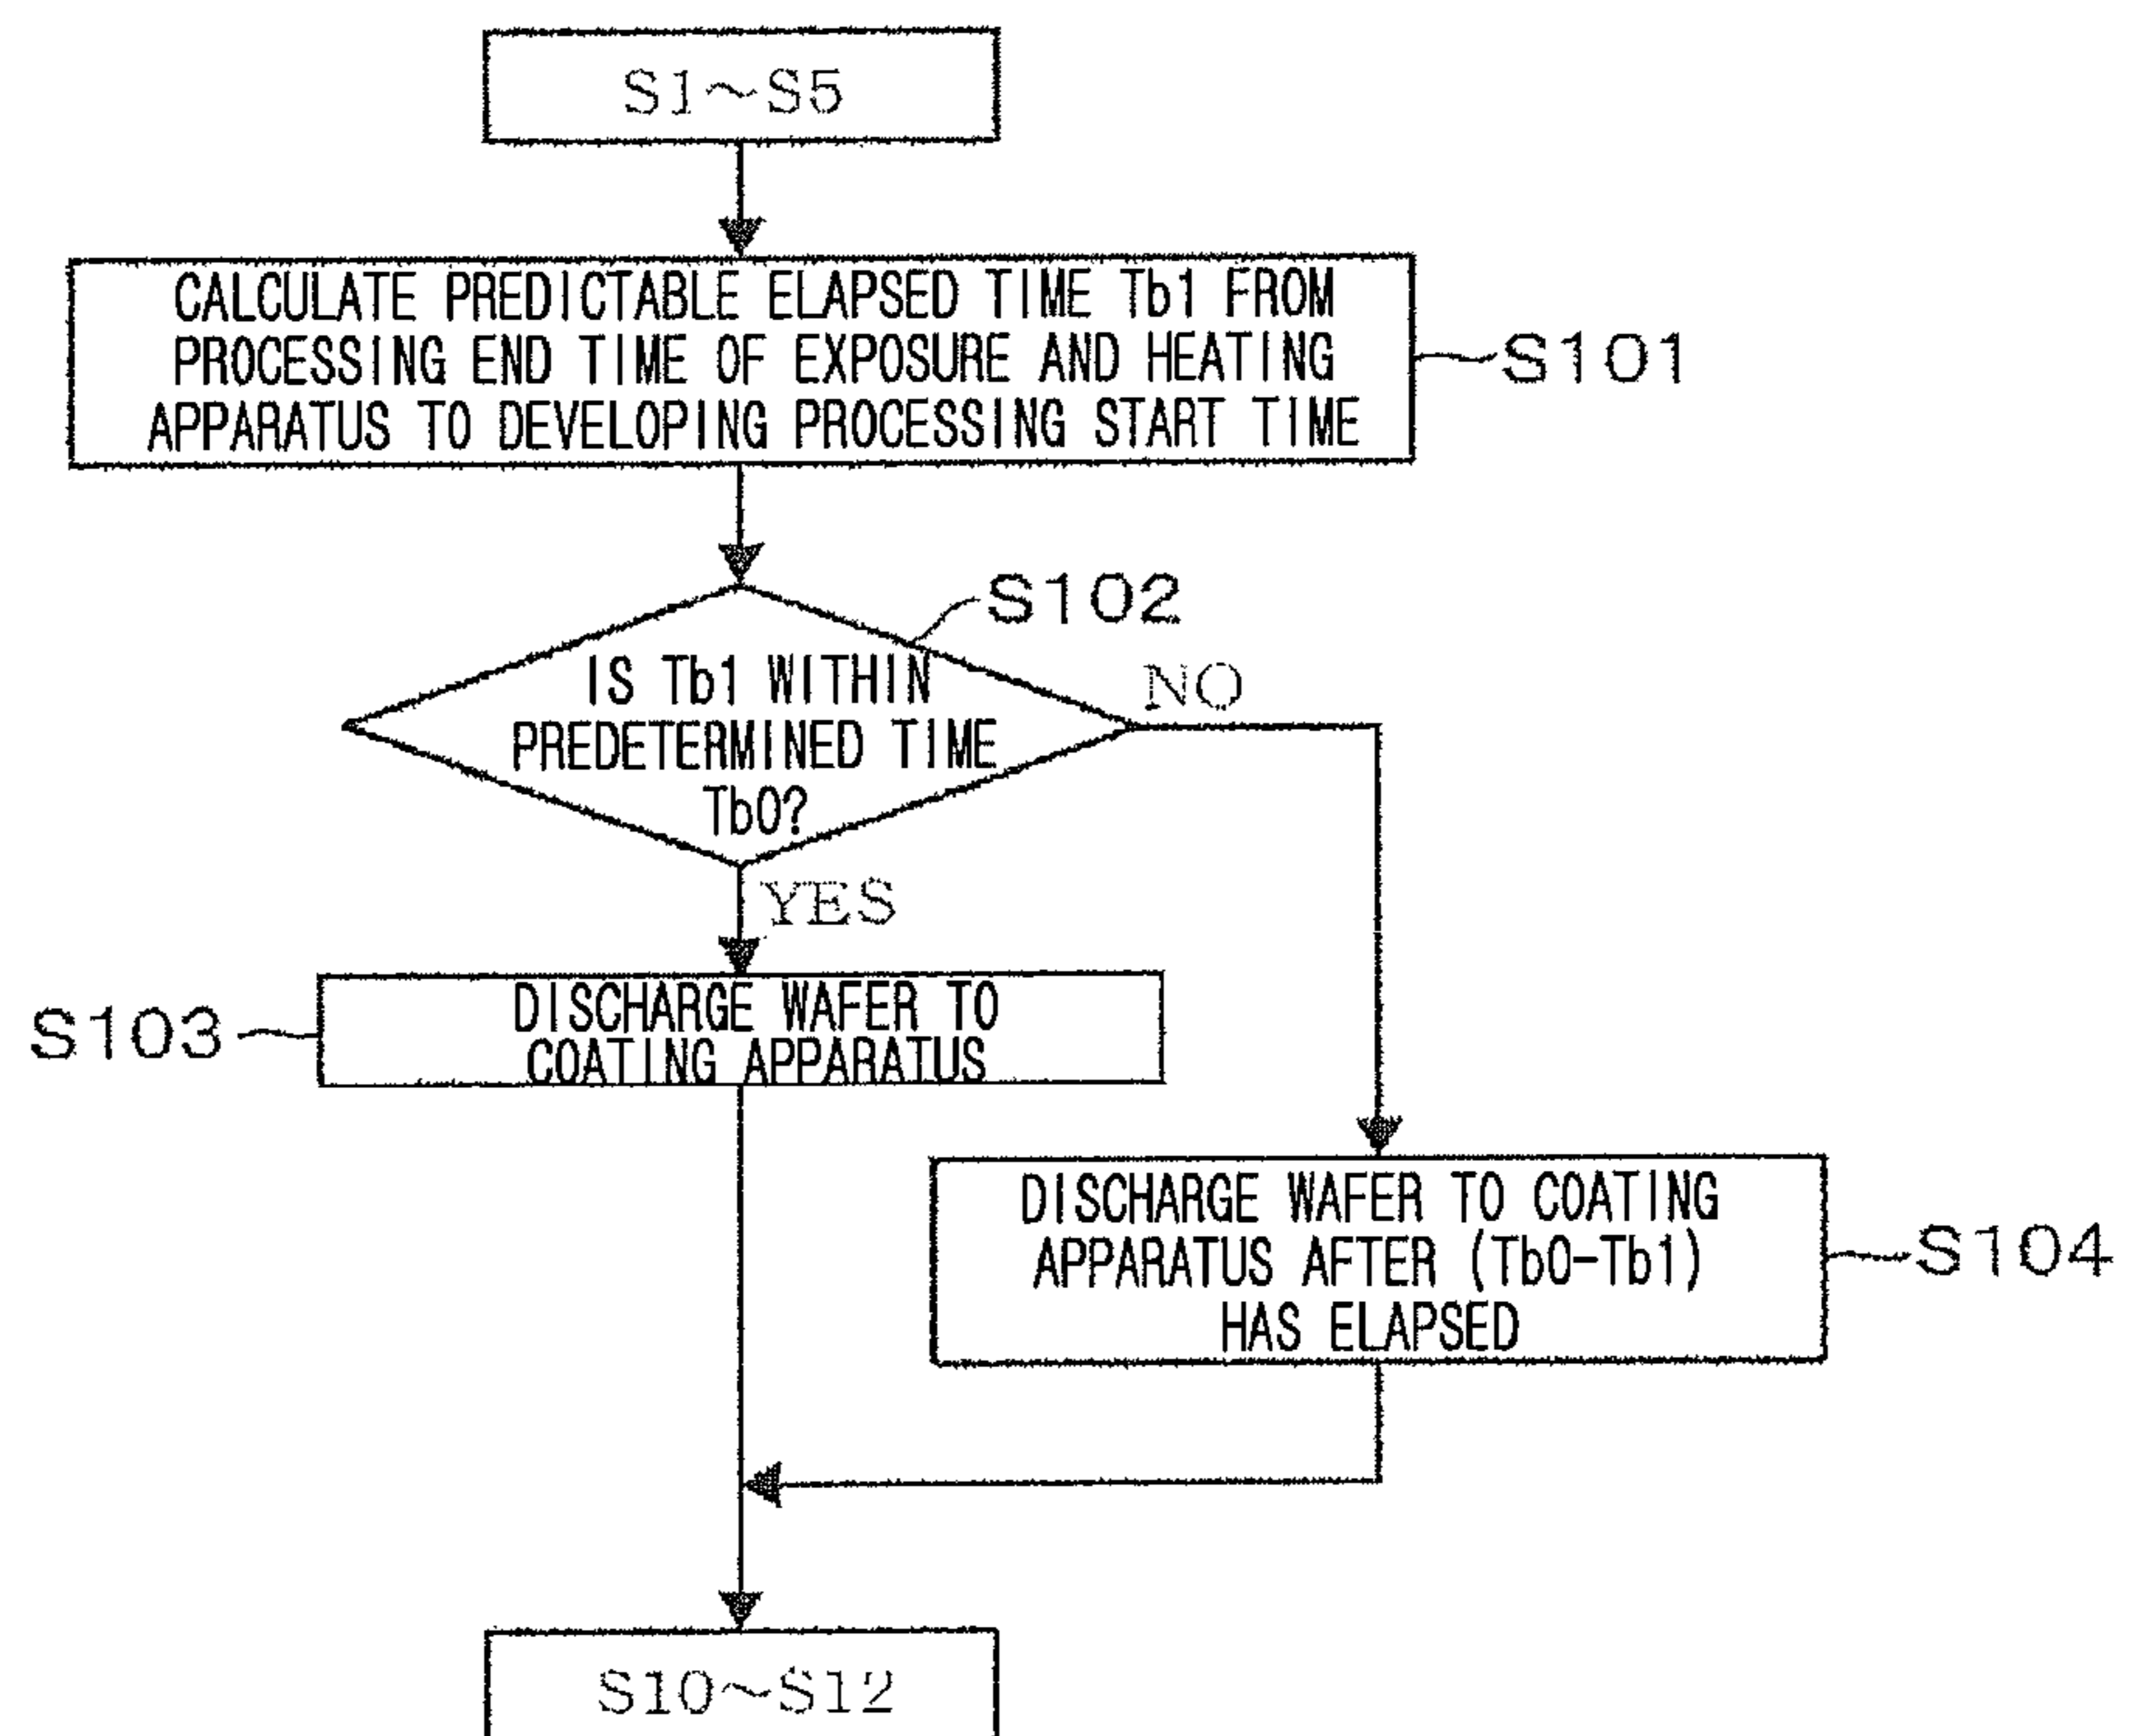 S1~S5
CALCULATE PREDICTABLE ELAPSED TIME Tb1 FROM
PROCESSING END TIME OF EXPOSURE AND HEATING
APPARATUS TO DEVELOPING PROCESSING START TIME
S101
S102
IS Tb1 WITHIN
PREDETERMINED TIME
Tb0?
NO
YES
S103
DISCHARGE WAFER TO
COATING APPARATUS
DISCHARGE WAFER TO COATING
APPARATUS AFTER (Tb0-Tb1)
HAS ELAPSED
S104
S10~S12